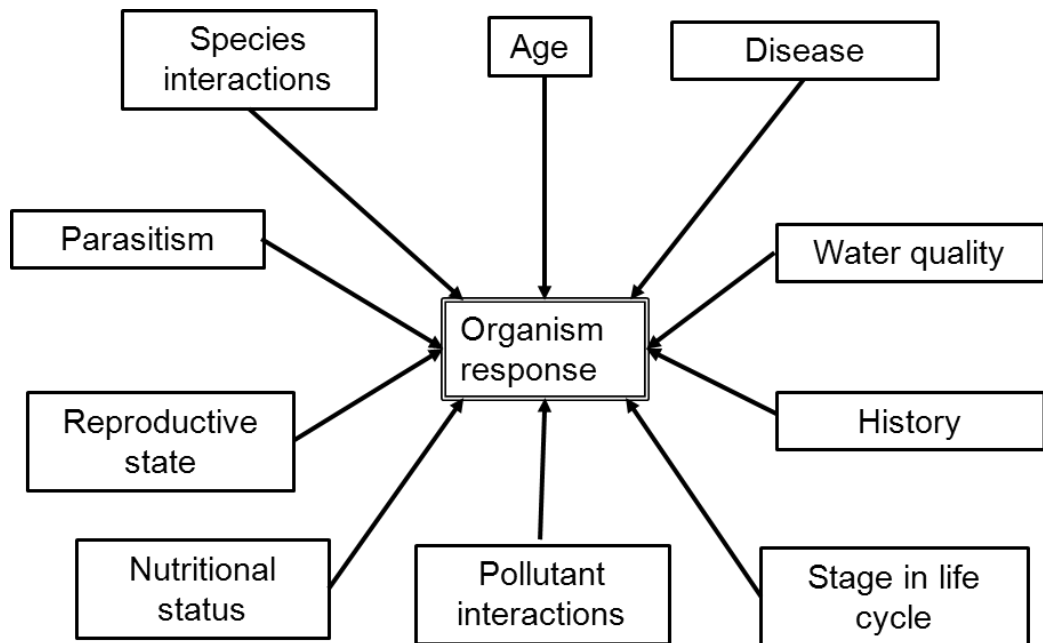 Species
interactions
Age
Disease
Parasitism
Water quality
Organism
response
Reproductive
state
History
Nutritional
status
Pollutant
interactions
Stage in life
cycle